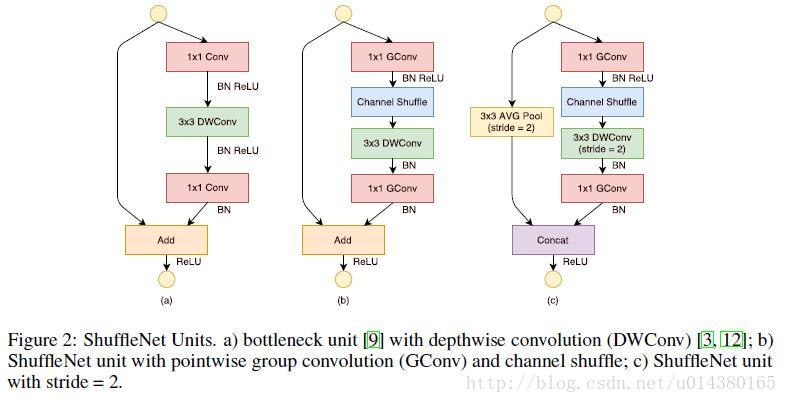 1x1 Conv
BN ReLU
3x3 DWConv
BN ReLU
1x1 Conv
BN
Add
ReLU
(a)
1x1 GConv
BN ReLU
Channel Shuffle
3x3 DWConv
BN
1x1 GConv
BN
Add
ReLU
(b)
1x1 GConv
BN ReLU
Channel Shuffle
3x3 AVG Pool
(stride = 2)
3x3 DWConv
(stride = 2)
BN
1x1 GConv
BN
Concat
ReLU
(c)
Figure 2: ShuffleNet Units. a) bottleneck unit [9] with depthwise convolution (DWConv) [3, 12]; b)
ShuffleNet unit with pointwise group convolution (GConv) and channel shuffle; c) ShuffleNet unit
with stride = 2.
http://blog.csdn.net/u014380165